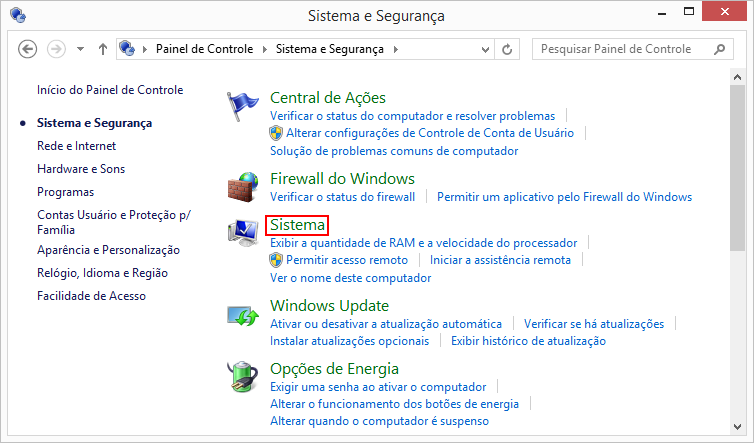 Sistema e Segurança
Painel de Controle Sistema e Segurança
Pesquisar Painel de Controle
Início do Painel de Controle
Sistema e Segurança
Rede e Internet
Hardware e Sons
Programas
Contas Usuário e Proteção p/
Família
Aparência e Personalização
Relógio, Idioma e Região
Facilidade de Acesso
Central de Ações
Verificar o status do computador e resolver problemas
Alterar configurações de Controle de Conta de Usuário
Solução de problemas comuns de computador
Firewall do Windows
Verificar o status do firewall Permitir um aplicativo pelo Firewall do Windows
Sistema
Exibir a quantidade de RAM e a velocidade do processador
Permitir acesso remoto Iniciar a assistência remota
Ver o nome deste computador
Windows Update
Ativar ou desativar a atualização automática Verificar se há atualizações
Instalar atualizações opcionais Exibir histórico de atualização
Opções de Energia
Exigir uma senha ao ativar o computador
Alterar o funcionamento dos botões de energia
Alterar quando o computador é suspenso